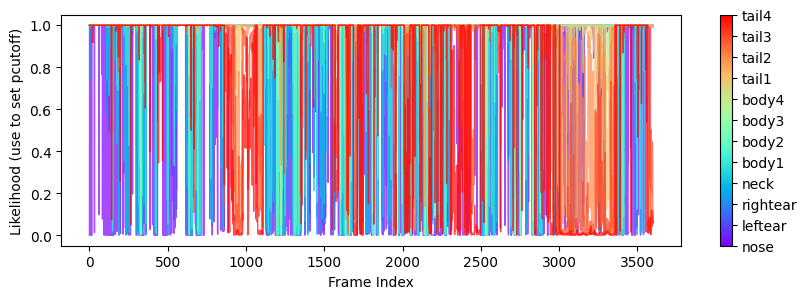 Likelihood (use to set pcutoff)
1.0
0.8
0.6
0.4
0.2
0.0
0
500
1000
1500
2000
2500
3000
3500
Frame Index
tail4
tail3
tail2
tail1
body4
body3
body2
body1
neck
rightear
leftear
nose